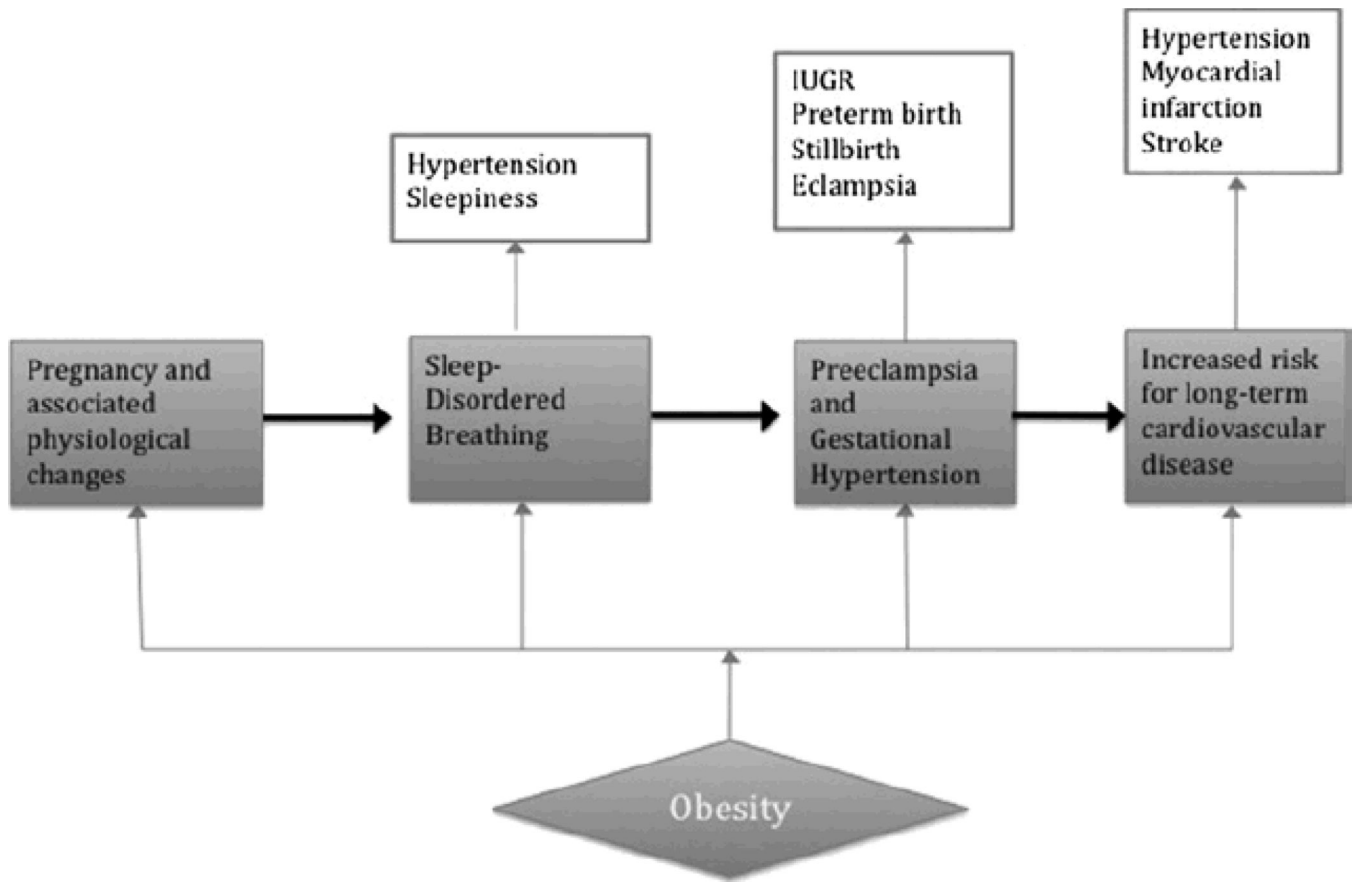 Hypertension
Myocardial
infarction
Stroke
IUGR
Preterm birth
Stillbirth
Eclampsia
Hypertension
Sleepiness
Pregnancy and
associated
physiological
changes
Sleep-
Disordered
Breathing
Preeclampsia
and
Gestational
Hypertension
Increased risk
for long-term
cardiovascular
disease
Obesity